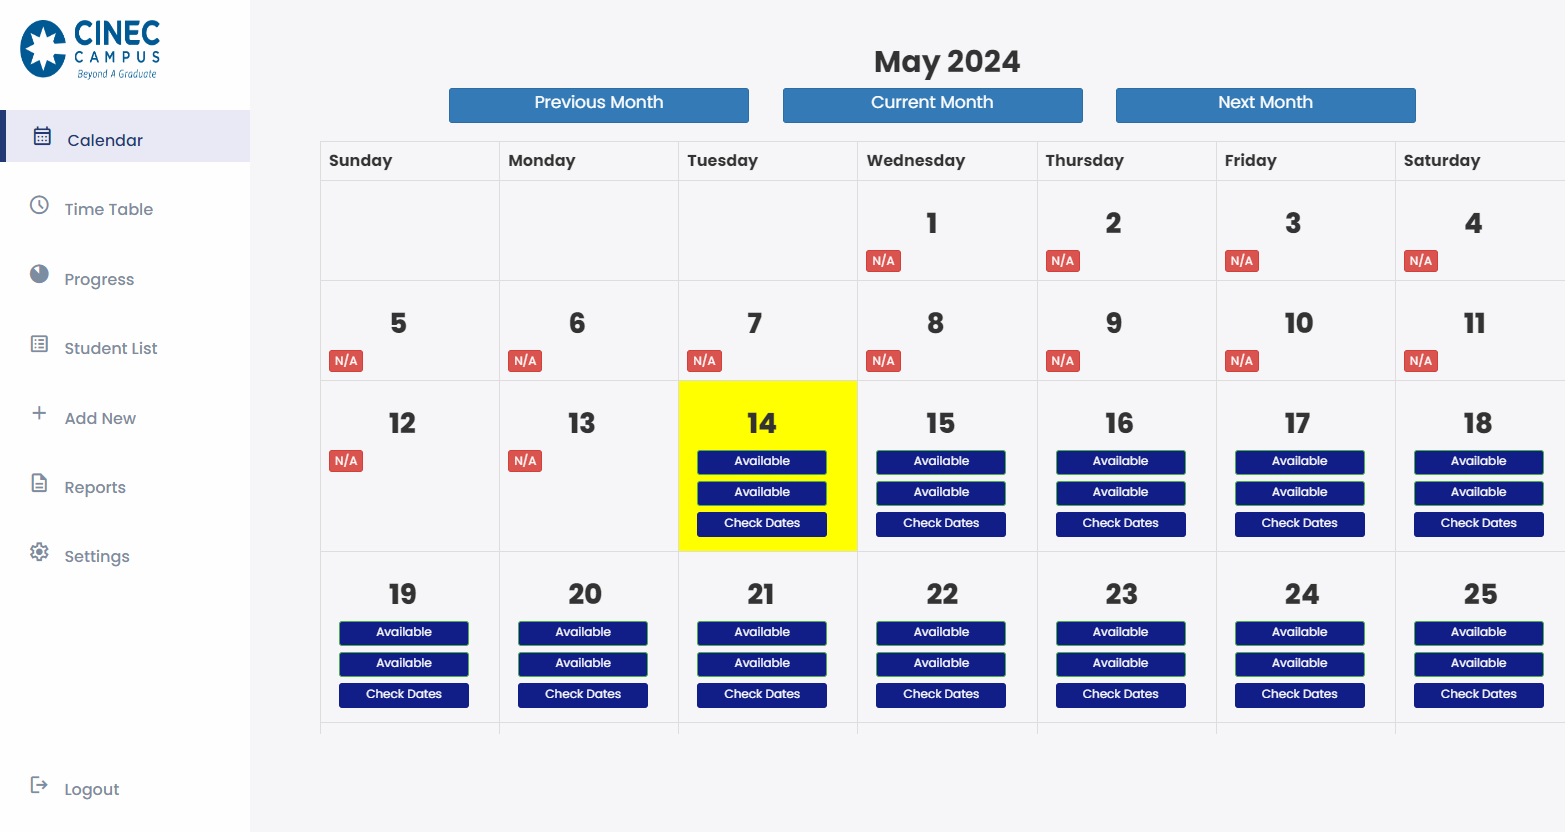 CINEC
CAMPUS
Beyond A Graduate
Calendar
Time Table
Progress
Student List
Add New
Reports
Settings
Logout
May 2024
Previous Month Current Month Next Month
Sunday Monday Tuesday Wednesday Thursday Friday Saturday
1 2 3 4
N/A N/A N/A N/A
5 6 7 8 9 10 11
N/A N/A N/A N/A N/A N/A N/A
12 13 14 15 16 17 18
N/A N/A Available Available Available Available Available
Available Available Available Available Available
Check Dates Check Dates Check Dates Check Dates Check Dates
19 20 21 22 23 24 25
Available Available Available Available Available Available Available
Available Available Available Available Available Available Available
Check Dates Check Dates Check Dates Check Dates Check Dates Check Dates Check Dates